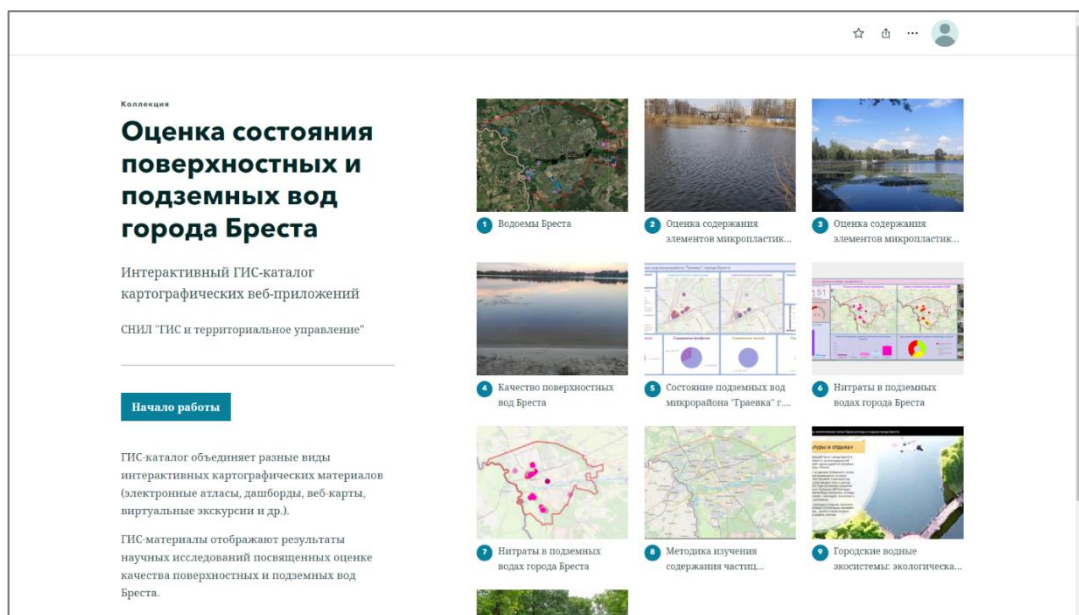 Коллекция
Оценка состояния
поверхностных и
подземных вод
города Бреста
Интерактивный ГИС-каталог
картографических веб-приложений
СНИЛ "ГИС и территориальное управление"
Начало работы
ГИС-каталог объединяет разные виды
интерактивных картографических материалов
(электронные атласы, дашборды, веб-карты,
виртуальные экскурсии и др.).
ГИС-материалы отображают результаты
научных исследований посвященных оценке
качества поверхностных и подземных вод
Бреста.
1 Водоемы Бреста
2 Оценка содержания
элементов микропластик...
3 Оценка содержания
элементов микропластик...
4 Качество поверхностных
вод Бреста
5 Состояние подземных вод
микрорайона "Граевка" г....
6 Нитраты в подземных
водах города Бреста
7 Нитраты в подземных
водах города Бреста
8 Методика изучения
содержания частиц...
9 Городские водные
экосистемы: экологическа...